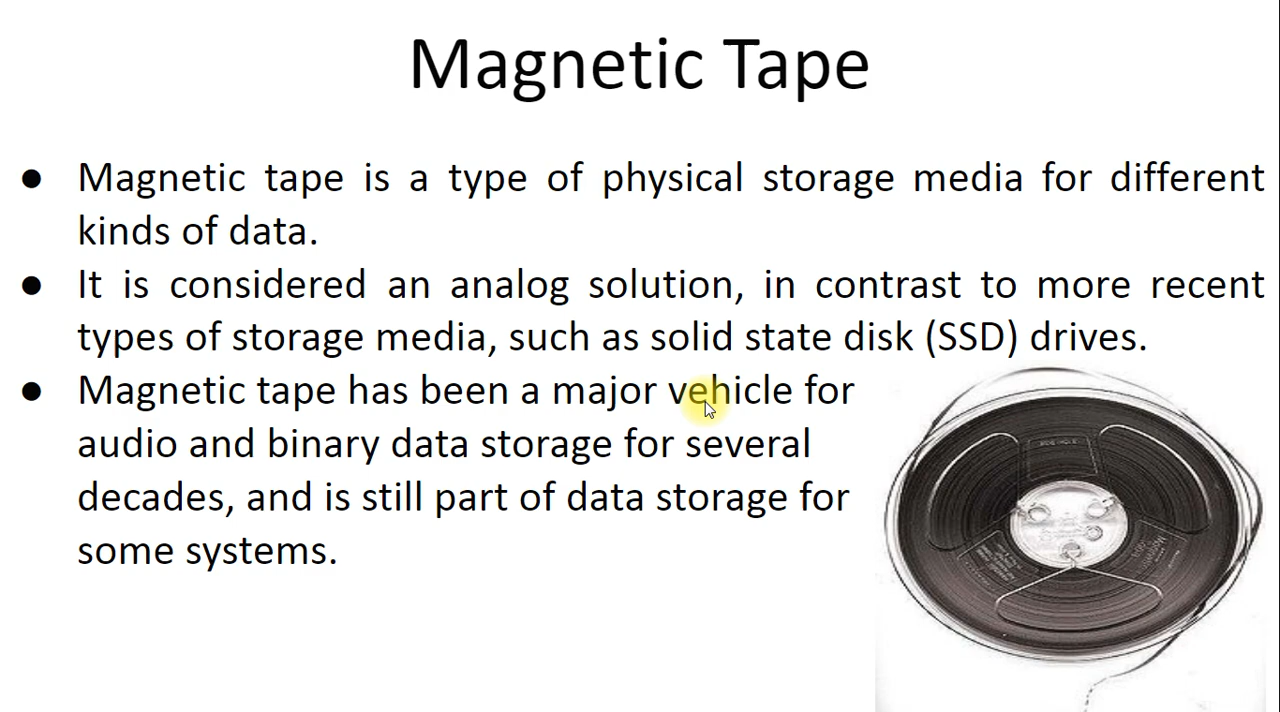 Magnetic Tape
● Magnetic tape is a type of physical storage media for different
kinds of data.
● It is considered an analog solution, in contrast to more recent
types of storage media, such as solid state disk (SSD) drives.
● Magnetic tape has been a major vehicle for
audio and binary data storage for several
decades, and is still part of data storage for
some systems.